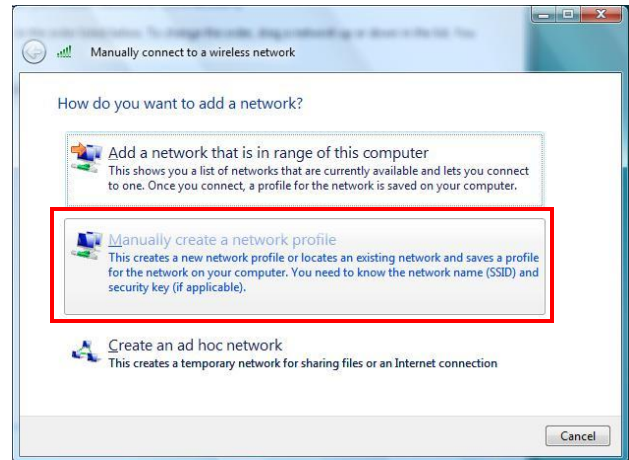 Manually connect to a wireless network
How do you want to add a network?
Add a network that is in range of this computer
This shows you a list of networks that are currently available and lets you connect
to one. Once you connect, a profile for the network is saved on your computer.
Manually create a network profile
This creates a new network profile or locates an existing network and saves a profile
for the network on your computer. You need to know the network name (SSID) and
security key (if applicable).
Create an ad hoc network
This creates a temporary network for sharing files or an Internet connection
Cancel